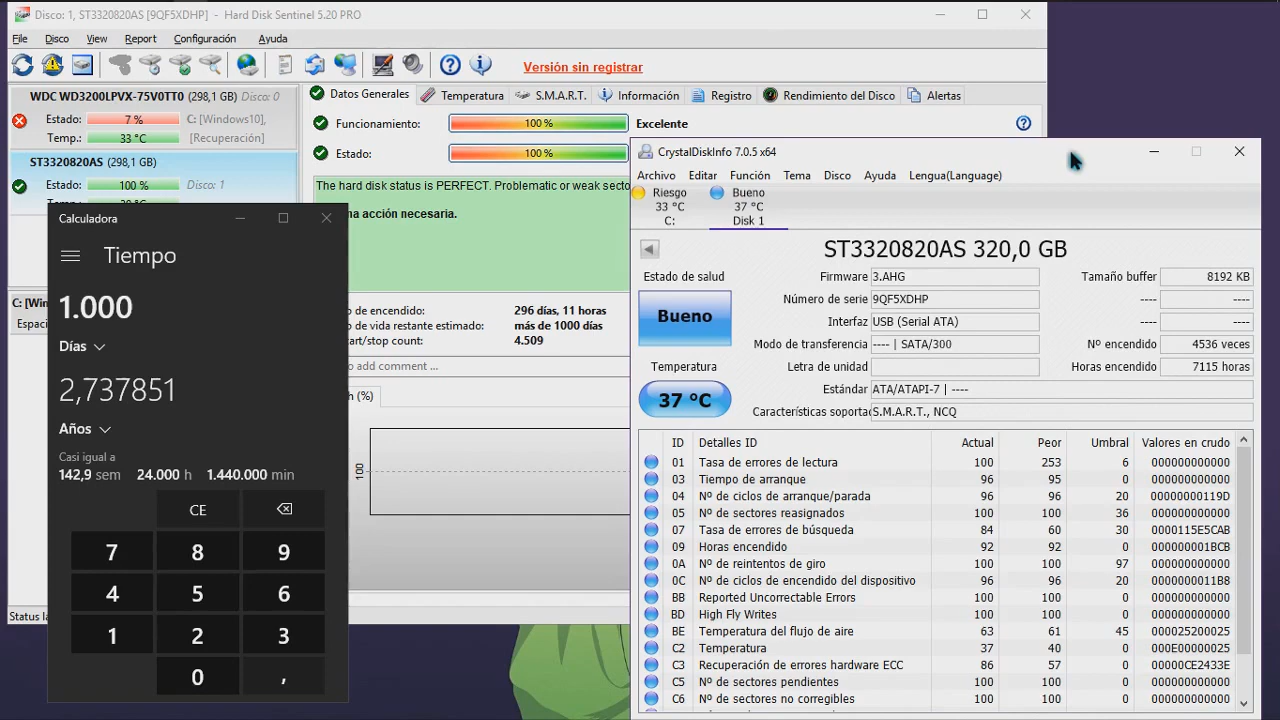 Disco: 1, ST3320820AS [9QF5XDHP] - Hard Disk Sentinel 5.20 PRO
File Disco View Report Configuración Ayuda
Versión sin registrar
WDC WD3200LPVX-75V0TT0 (298,1 GB) Disco: 0
Estado: 7 % C: [Windows10],
Temp.: 33 °C [Recuperación]
ST3320820AS (298,1 GB)
Estado: 100 % Disco: 1
Datos Generales Temperatura S.M.A.R.T. Información Registro Rendimiento del Disco Alertas
Funcionamiento: 100 % Excelente
Estado: 100 %
The hard disk status is PERFECT. Problematic or weak secto
na acción necesaria.
o de encendido: 296 días, 11 horas
o de vida restante estimado: más de 1000 días
art/stop count: 4.509
o add comment ...
h (%)
100
C: [Win
Espaci
Status la
Calculadora
Tiempo
1.000
Días
2,737851
Años
Casi igual a
142,9 sem 24.000 h 1.440.000 min
CE
7 8 9
4 5 6
1 2 3
0 ,
CrystalDiskInfo 7.0.5 x64
Archivo Editar Función Tema Disco Ayuda Lengua(Language)
Riesgo
33 °C
C:
Bueno
37 °C
Disk 1
ST3320820AS 320,0 GB
Estado de salud
Bueno
Temperatura
37 °C
Firmware 3.AHG
Número de serie 9QF5XDHP
Interfaz USB (Serial ATA)
Modo de transferencia ---- | SATA/300
Letra de unidad
Estándar ATA/ATAPI-7 | ----
Características soporta S.M.A.R.T., NCQ
Tamaño buffer 8192 KB
---- ----
---- ----
Nº encendido 4536 veces
Horas encendido 7115 horas
ID Detalles ID Actual Peor Umbral Valores en crudo
01 Tasa de errores de lectura 100 253 6 000000000000
03 Tiempo de arranque 96 95 0 000000000000
04 Nº de ciclos de arranque/parada 96 96 20 00000000119D
05 Nº de sectores reasignados 100 100 36 000000000000
07 Tasa de errores de búsqueda 84 60 30 0000115E5CAB
09 Horas encendido 92 92 0 000000001BCB
0A Nº de reintentos de giro 100 100 97 000000000000
0C Nº de ciclos de encendido del dispositivo 96 96 20 0000000011B8
BB Reported Uncorrectable Errors 100 100 0 000000000000
BD High Fly Writes 100 100 0 000000000000
BE Temperatura del flujo de aire 63 61 45 000025200025
C2 Temperatura 37 40 0 000E00000025
C3 Recuperación de errores hardware ECC 86 57 0 00000CE2433E
C5 Nº de sectores pendientes 100 100 0 000000000000
C6 Nº de sectores no corregibles 100 100 0 000000000000